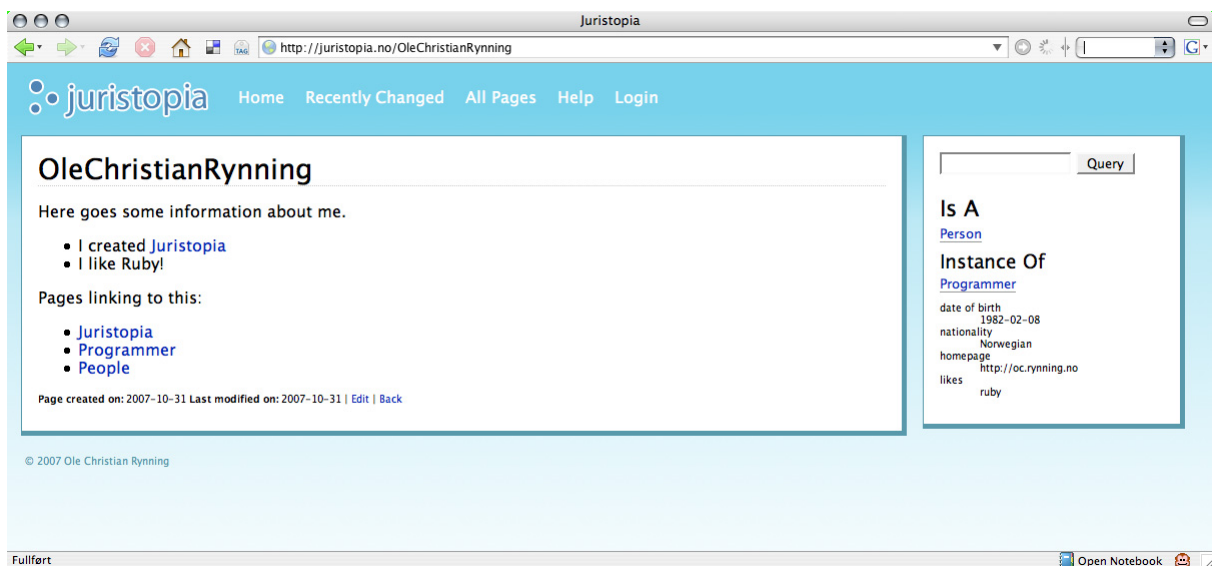 Juristopia
TAG http://juristopia.no/OleChristianRynning G
juristopia Home Recently Changed All Pages Help Login
OleChristianRynning
Here goes some information about me.
I created Juristopia
I like Ruby!
Pages linking to this:
Juristopia
Programmer
People
Page created on: 2007-10-31 Last modified on: 2007-10-31 | Edit | Back
Query
Is A
Person
Instance Of
Programmer
date of birth
1982-02-08
nationality
Norwegian
homepage
http://oc.rynning.no
likes
ruby
© 2007 Ole Christian Rynning
Fullført Open Notebook